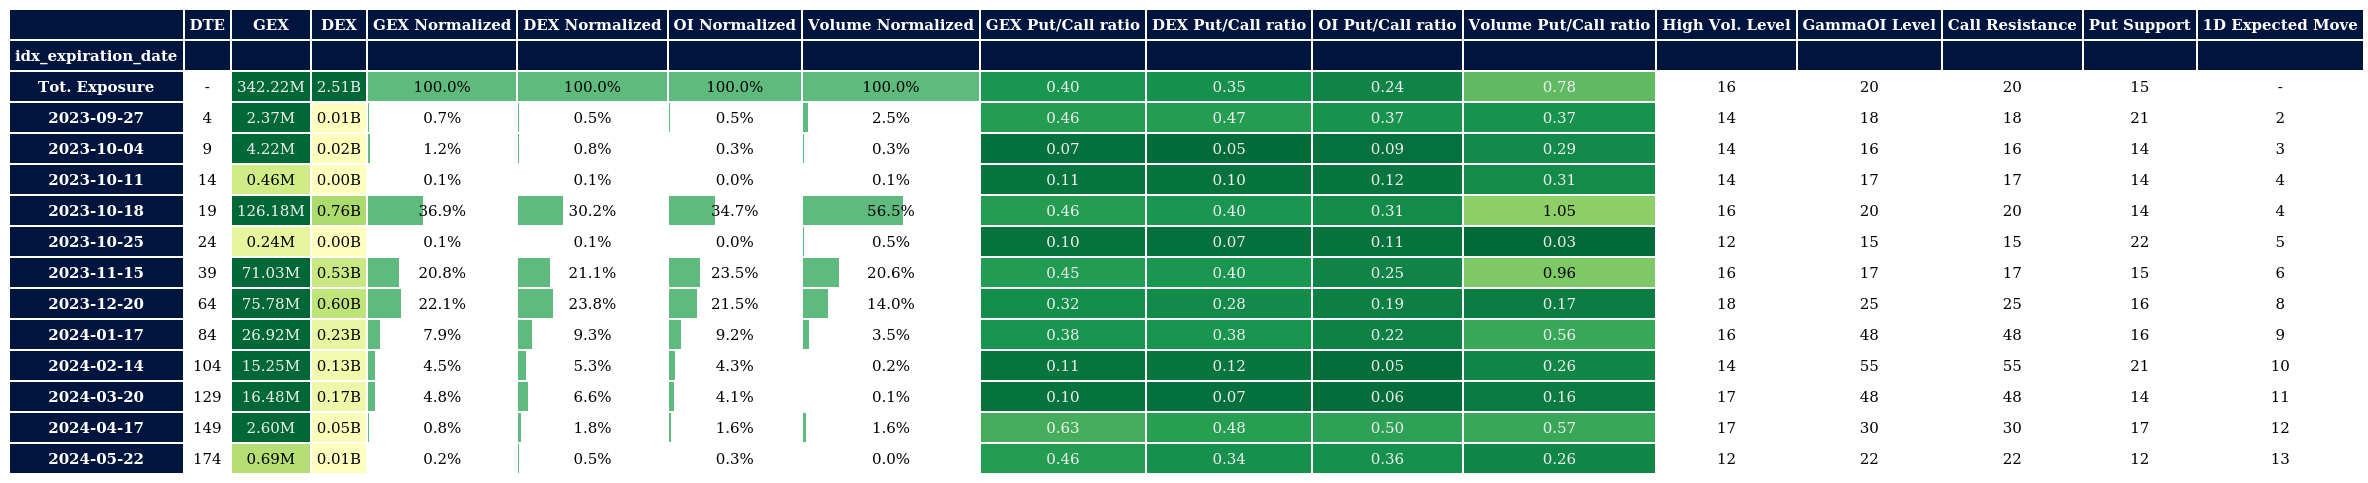 DTE GEX DEX GEX Normalized DEX Normalized OI Normalized Volume Normalized GEX Put/Call ratio DEX Put/Call ratio OI Put/Call ratio Volume Put/Call ratio High Vol. Level GammaOI Level Call Resistance Put Support 1D Expected Move
idx_expiration_date
Tot. Exposure - 342.22M 2.51B 100.0% 100.0% 100.0% 100.0% 0.40 0.35 0.24 0.78 16 20 20 15 -
2023-09-27 4 2.37M 0.01B 0.7% 0.5% 0.5% 2.5% 0.46 0.47 0.37 0.37 14 18 18 21 2
2023-10-04 9 4.22M 0.02B 1.2% 0.8% 0.3% 0.3% 0.07 0.05 0.09 0.29 14 16 16 14 3
2023-10-11 14 0.46M 0.00B 0.1% 0.1% 0.0% 0.1% 0.11 0.10 0.12 0.31 14 17 17 14 4
2023-10-18 19 126.18M 0.76B 36.9% 30.2% 34.7% 56.5% 0.46 0.40 0.31 1.05 16 20 20 14 4
2023-10-25 24 0.24M 0.00B 0.1% 0.1% 0.0% 0.5% 0.10 0.07 0.11 0.03 12 15 15 22 5
2023-11-15 39 71.03M 0.53B 20.8% 21.1% 23.5% 20.6% 0.45 0.40 0.25 0.96 16 17 17 15 6
2023-12-20 64 75.78M 0.60B 22.1% 23.8% 21.5% 14.0% 0.32 0.28 0.19 0.17 18 25 25 16 8
2024-01-17 84 26.92M 0.23B 7.9% 9.3% 9.2% 3.5% 0.38 0.38 0.22 0.56 16 48 48 16 9
2024-02-14 104 15.25M 0.13B 4.5% 5.3% 4.3% 0.2% 0.11 0.12 0.05 0.26 14 55 55 21 10
2024-03-20 129 16.48M 0.17B 4.8% 6.6% 4.1% 0.1% 0.10 0.07 0.06 0.16 17 48 48 14 11
2024-04-17 149 2.60M 0.05B 0.8% 1.8% 1.6% 1.6% 0.63 0.48 0.50 0.57 17 30 30 17 12
2024-05-22 174 0.69M 0.01B 0.2% 0.5% 0.3% 0.0% 0.46 0.34 0.36 0.26 12 22 22 12 13